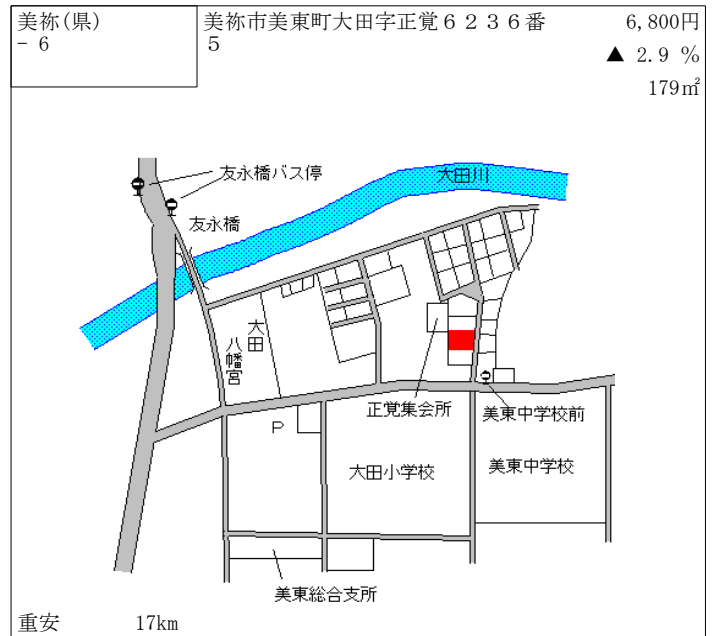 美祢(県)
- 6
美祢市美東町大田字正覚６２３６番
５
6,800円
▲ 2.9 %
179㎡
友永橋バス停
大田川
友永橋
大田
八幡宮
正覚集会所
美東中学校前
P
大田小学校
美東中学校
美東総合支所
重安 17km